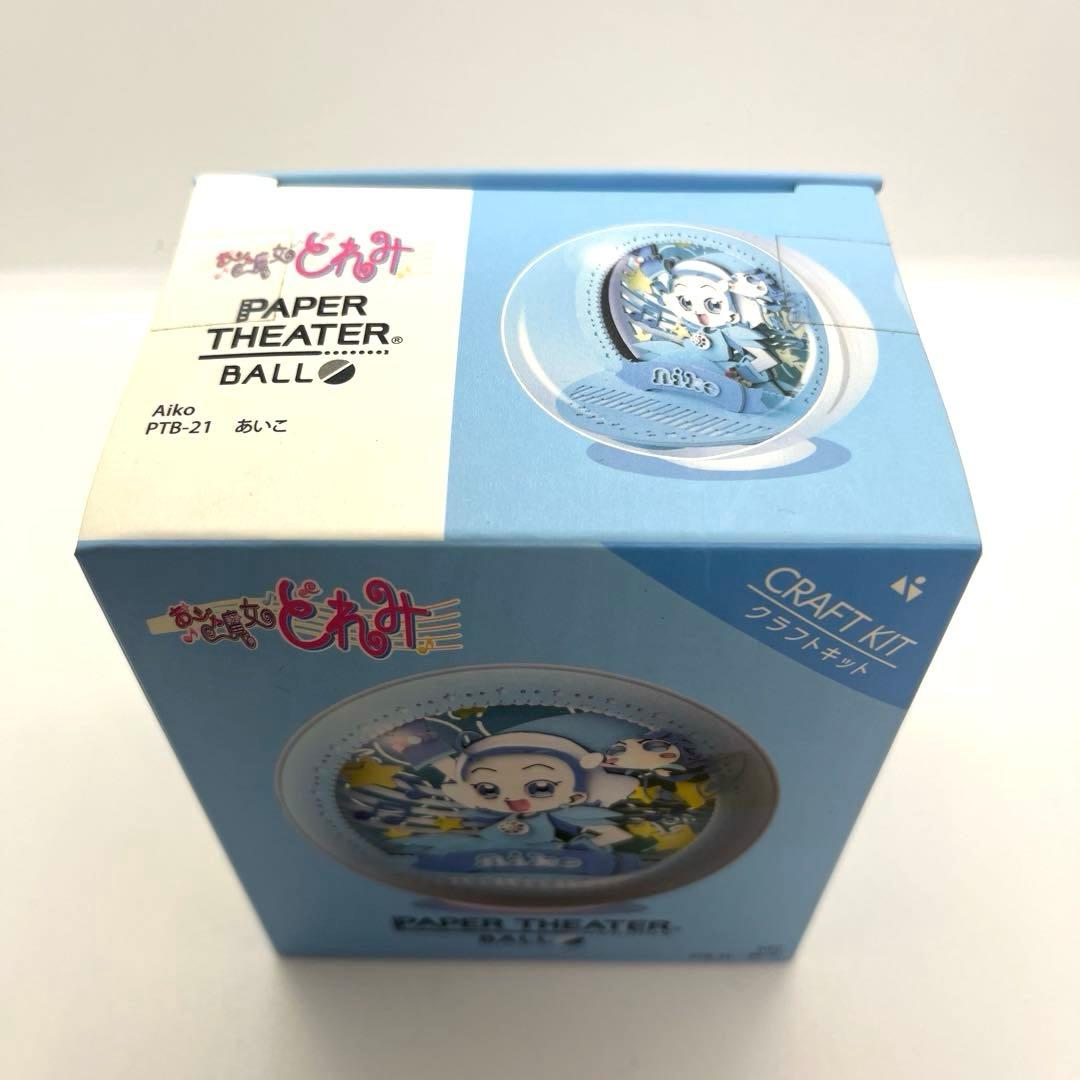 おジャ魔女
どれみ
PAPER
THEATER®
BALL
Aiko
PTB-21 あいこ
Aiko
おジャ魔女
どれみ
CRAFT KIT
クラフトキット
Aiko
PAPER THEATER®
BALL